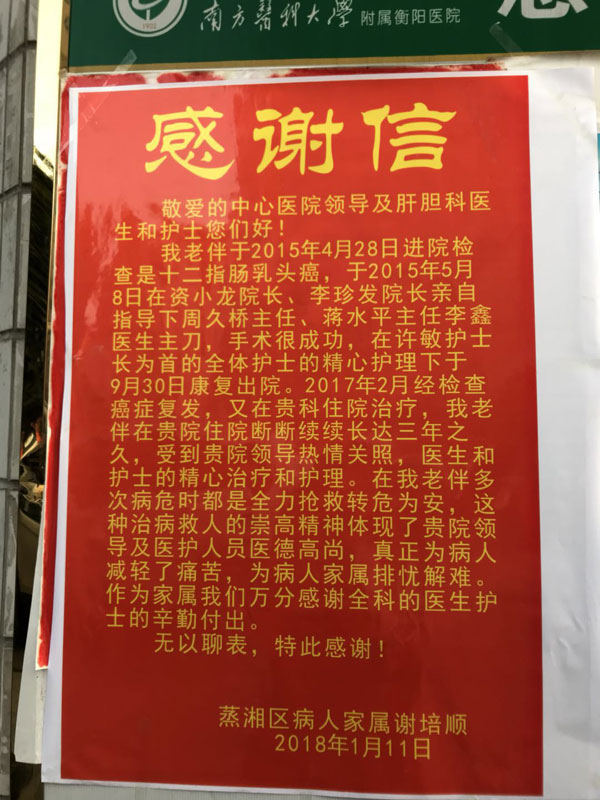 1902
南方医科大学 附属衡阳医院
感谢信
敬爱的中心医院领导及肝胆科医
生和护士您们好！
我老伴于2015年4月28日进院检
查是十二指肠乳头癌，于2015年5月
8日在资小龙院长、李珍发院长亲自
指导下周久桥主任、蒋水平主任李鑫
医生主刀，手术很成功，在许敏护士
长为首的全体护士的精心护理下于
9月30日康复出院。2017年2月经检查
癌症复发，又在贵科住院治疗，我老
伴在贵院住院断断续续长达三年之
久，受到贵院领导热情关照，医生和
护士的精心治疗和护理。在我老伴多
次病危时都是全力抢救转危为安，这
种治病救人的崇高精神体现了贵院领
导及医护人员医德高尚，真正为病人
减轻了痛苦，为病人家属排忧解难。
作为家属我们万分感谢全科的医生护
士的辛勤付出。
无以聊表，特此感谢！
蒸湘区病人家属谢培顺
2018年1月11日